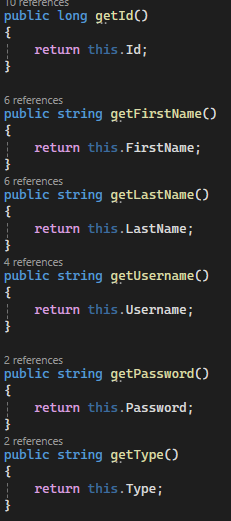 10 references
public long getId()
{
return this.Id;
}
6 references
public string getFirstName()
{
return this.FirstName;
}
6 references
public string getLastName()
{
return this.LastName;
}
4 references
public string getUsername()
{
return this.Username;
}
2 references
public string getPassword()
{
return this.Password;
}
2 references
public string getType()
{
return this.Type;
}